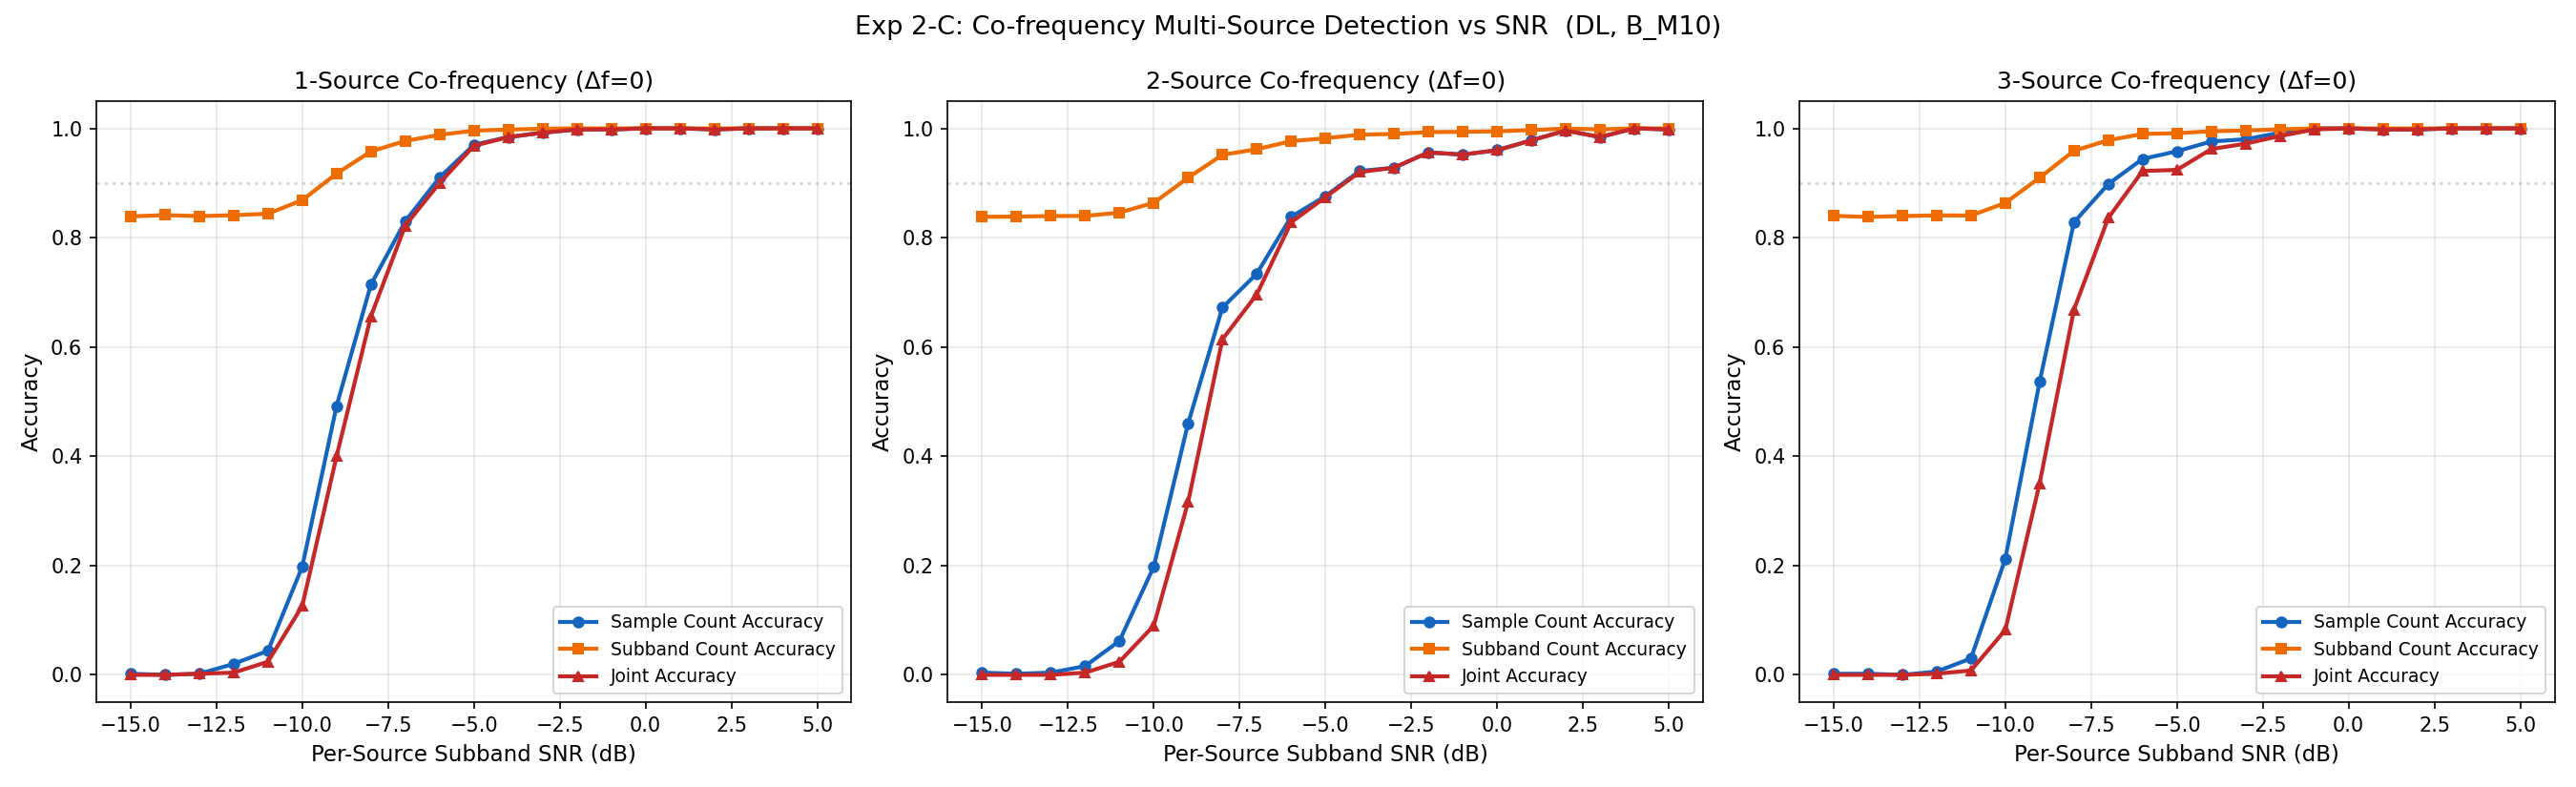 Exp 2-C: Co-frequency Multi-Source Detection vs SNR  (DL, B_M10)
1-Source Co-frequency (Δf=0)
Accuracy
1.0
0.8
0.6
0.4
0.2
0.0
−15.0 −12.5 −10.0 −7.5 −5.0 −2.5 0.0 2.5 5.0
Per-Source Subband SNR (dB)
Sample Count Accuracy
Subband Count Accuracy
Joint Accuracy
2-Source Co-frequency (Δf=0)
Accuracy
1.0
0.8
0.6
0.4
0.2
0.0
−15.0 −12.5 −10.0 −7.5 −5.0 −2.5 0.0 2.5 5.0
Per-Source Subband SNR (dB)
Sample Count Accuracy
Subband Count Accuracy
Joint Accuracy
3-Source Co-frequency (Δf=0)
Accuracy
1.0
0.8
0.6
0.4
0.2
0.0
−15.0 −12.5 −10.0 −7.5 −5.0 −2.5 0.0 2.5 5.0
Per-Source Subband SNR (dB)
Sample Count Accuracy
Subband Count Accuracy
Joint Accuracy